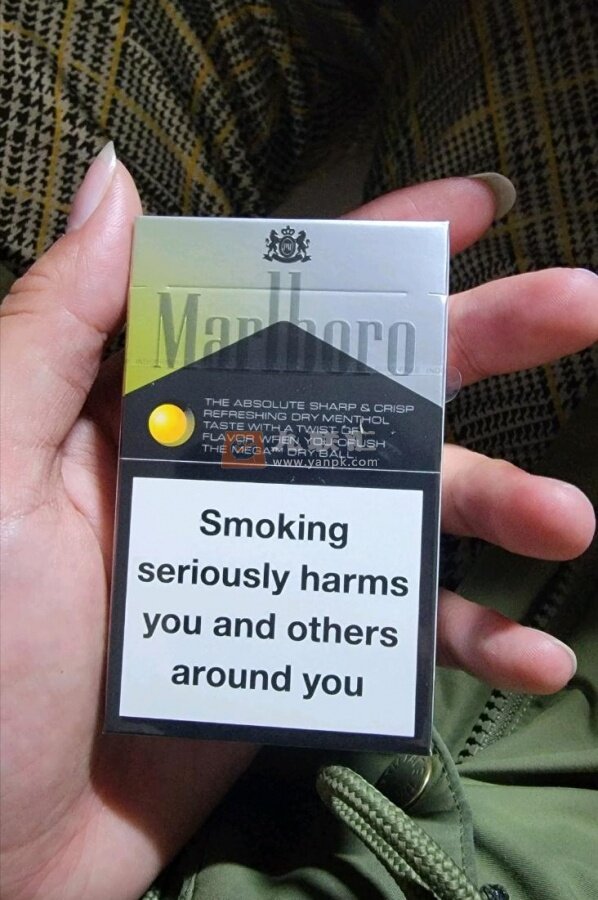 Marlboro
THE ABSOLUTE SHARP & CRISP
REFRESHING DRY MENTHOL
TASTE WITH A TWIST OF
FLAVOR WHEN YOU CRUSH
THE MEGA™ DRY BALL
www.yanpk.com
Smoking
seriously harms
you and others
around you